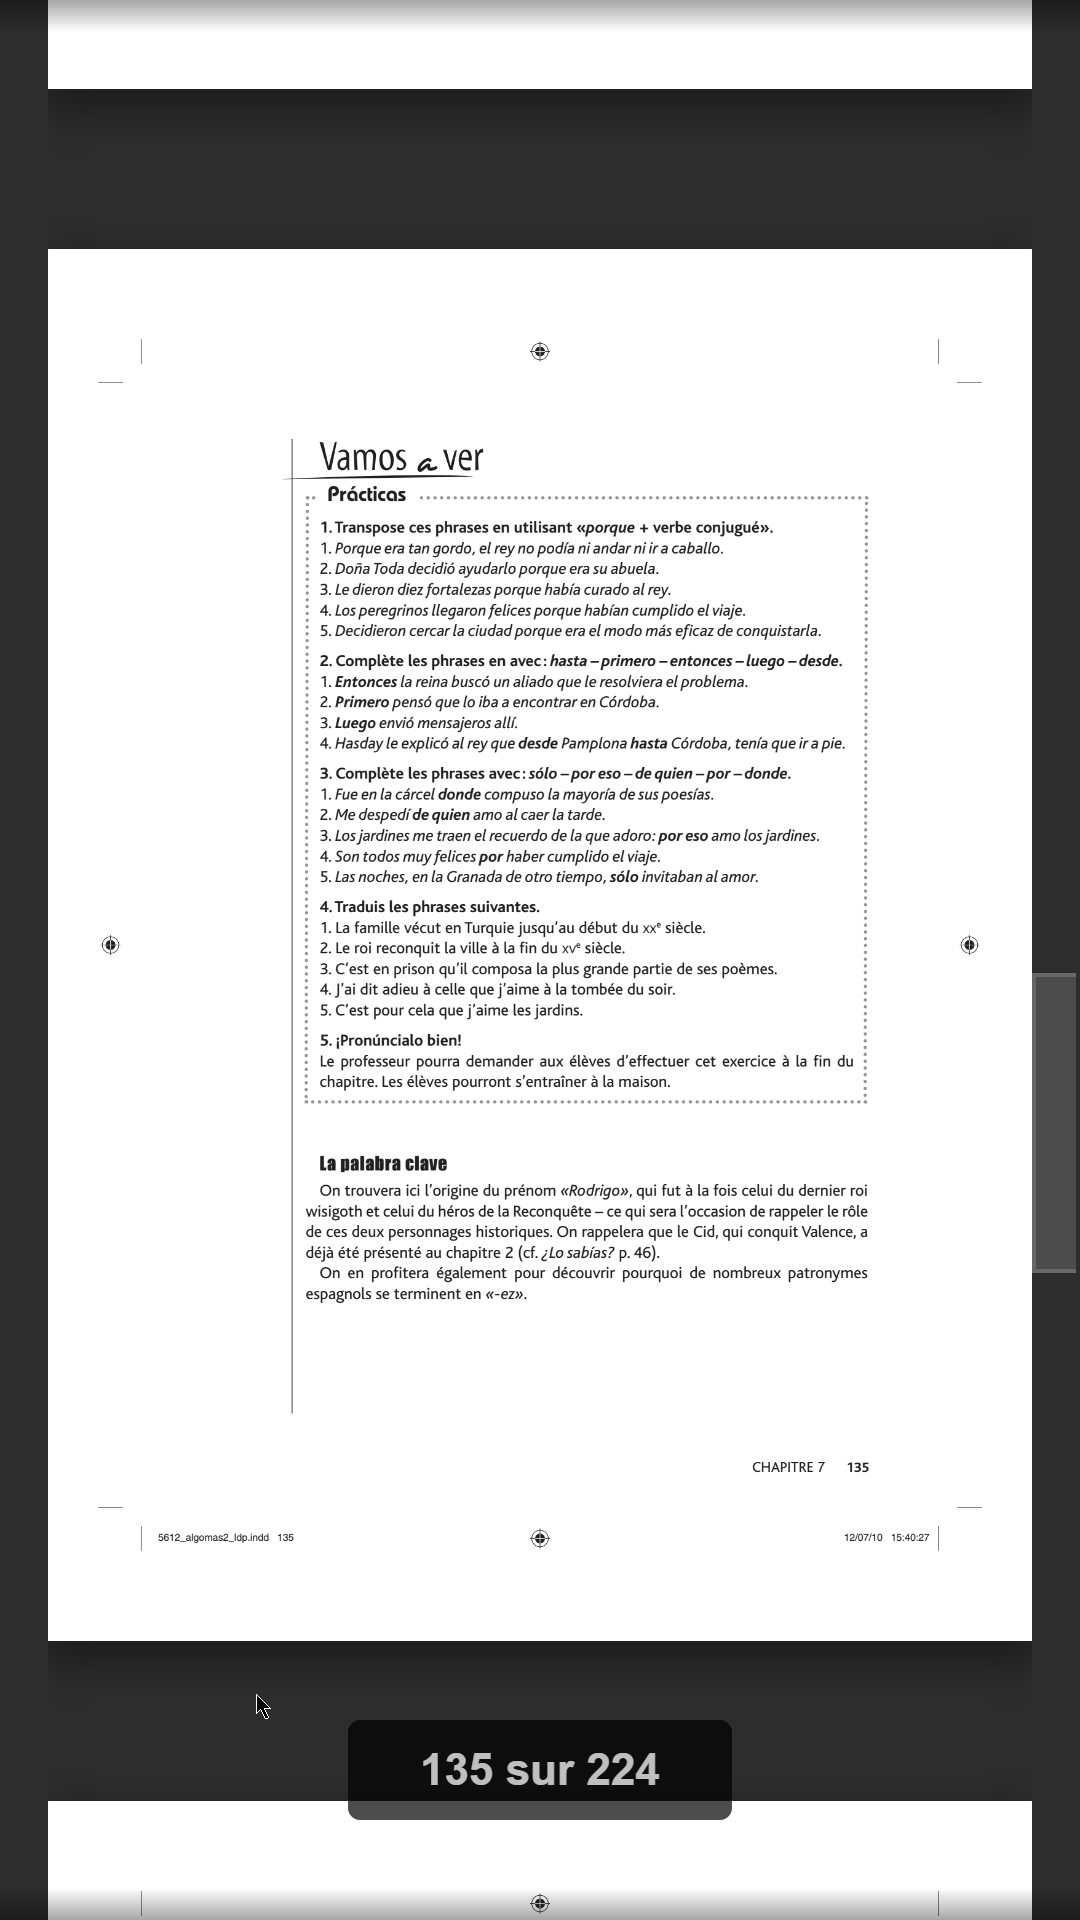 Vamos a ver
Prácticas
1. Transpose ces phrases en utilisant «porque + verbe conjugué».
1. Porque era tan gordo, el rey no podía ni andar ni ir a caballo.
2. Doña Toda decidió ayudarlo porque era su abuela.
3. Le dieron diez fortalezas porque había curado al rey.
4. Los peregrinos llegaron felices porque habían cumplido el viaje.
5. Decidieron cercar la ciudad porque era el modo más eficaz de conquistarla.
2. Complète les phrases en avec : hasta – primero – entonces – luego – desde.
1. Entonces la reina buscó un aliado que le resolviera el problema.
2. Primero pensó que lo iba a encontrar en Córdoba.
3. Luego envió mensajeros allí.
4. Hasday le explicó al rey que desde Pamplona hasta Córdoba, tenía que ir a pie.
3. Complète les phrases avec : sólo – por eso – de quien – por – donde.
1. Fue en la cárcel donde compuso la mayoría de sus poesías.
2. Me despedí de quien amo al caer la tarde.
3. Los jardines me traen el recuerdo de la que adoro: por eso amo los jardines.
4. Son todos muy felices por haber cumplido el viaje.
5. Las noches, en la Granada de otro tiempo, sólo invitaban al amor.
4. Traduis les phrases suivantes.
1. La famille vécut en Turquie jusqu'au début du XXe siècle.
2. Le roi reconquit la ville à la fin du XVe siècle.
3. C'est en prison qu'il composa la plus grande partie de ses poèmes.
4. J'ai dit adieu à celle que j'aime à la tombée du soir.
5. C'est pour cela que j'aime les jardins.
5. ¡Pronúncialo bien!
Le professeur pourra demander aux élèves d'effectuer cet exercice à la fin du
chapitre. Les élèves pourront s'entraîner à la maison.
La palabra clave
On trouvera ici l'origine du prénom «Rodrigo», qui fut à la fois celui du dernier roi
wisigoth et celui du héros de la Reconquête – ce qui sera l'occasion de rappeler le rôle
de ces deux personnages historiques. On rappelera que le Cid, qui conquit Valence, a
déjà été présenté au chapitre 2 (cf. ¿Lo sabías? p. 46).
On en profitera également pour découvrir pourquoi de nombreux patronymes
espagnols se terminent en «-ez».
CHAPITRE 7 135
5612_algomas2_ldp.indd 135
12/07/10 15:40:27
135 sur 224